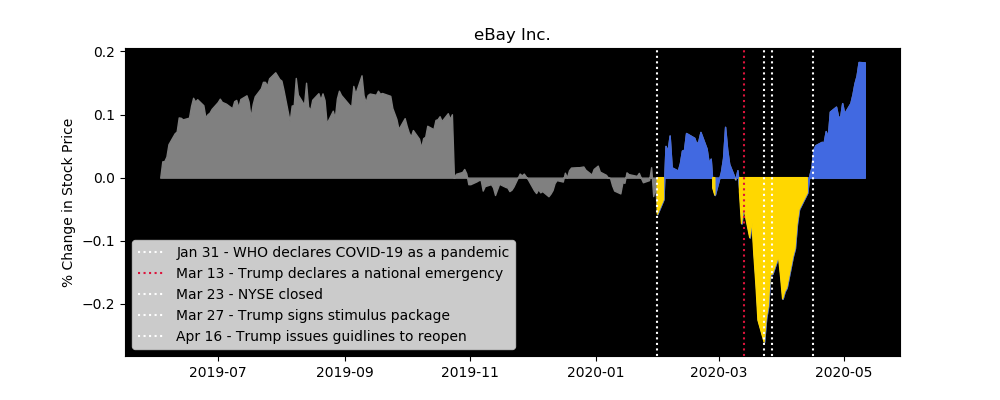 eBay Inc.
% Change in Stock Price
0.2
0.1
0.0
−0.1
−0.2
Jan 31 - WHO declares COVID-19 as a pandemic
Mar 13 - Trump declares a national emergency
Mar 23 - NYSE closed
Mar 27 - Trump signs stimulus package
Apr 16 - Trump issues guidlines to reopen
2019-07 2019-09 2019-11 2020-01 2020-03 2020-05